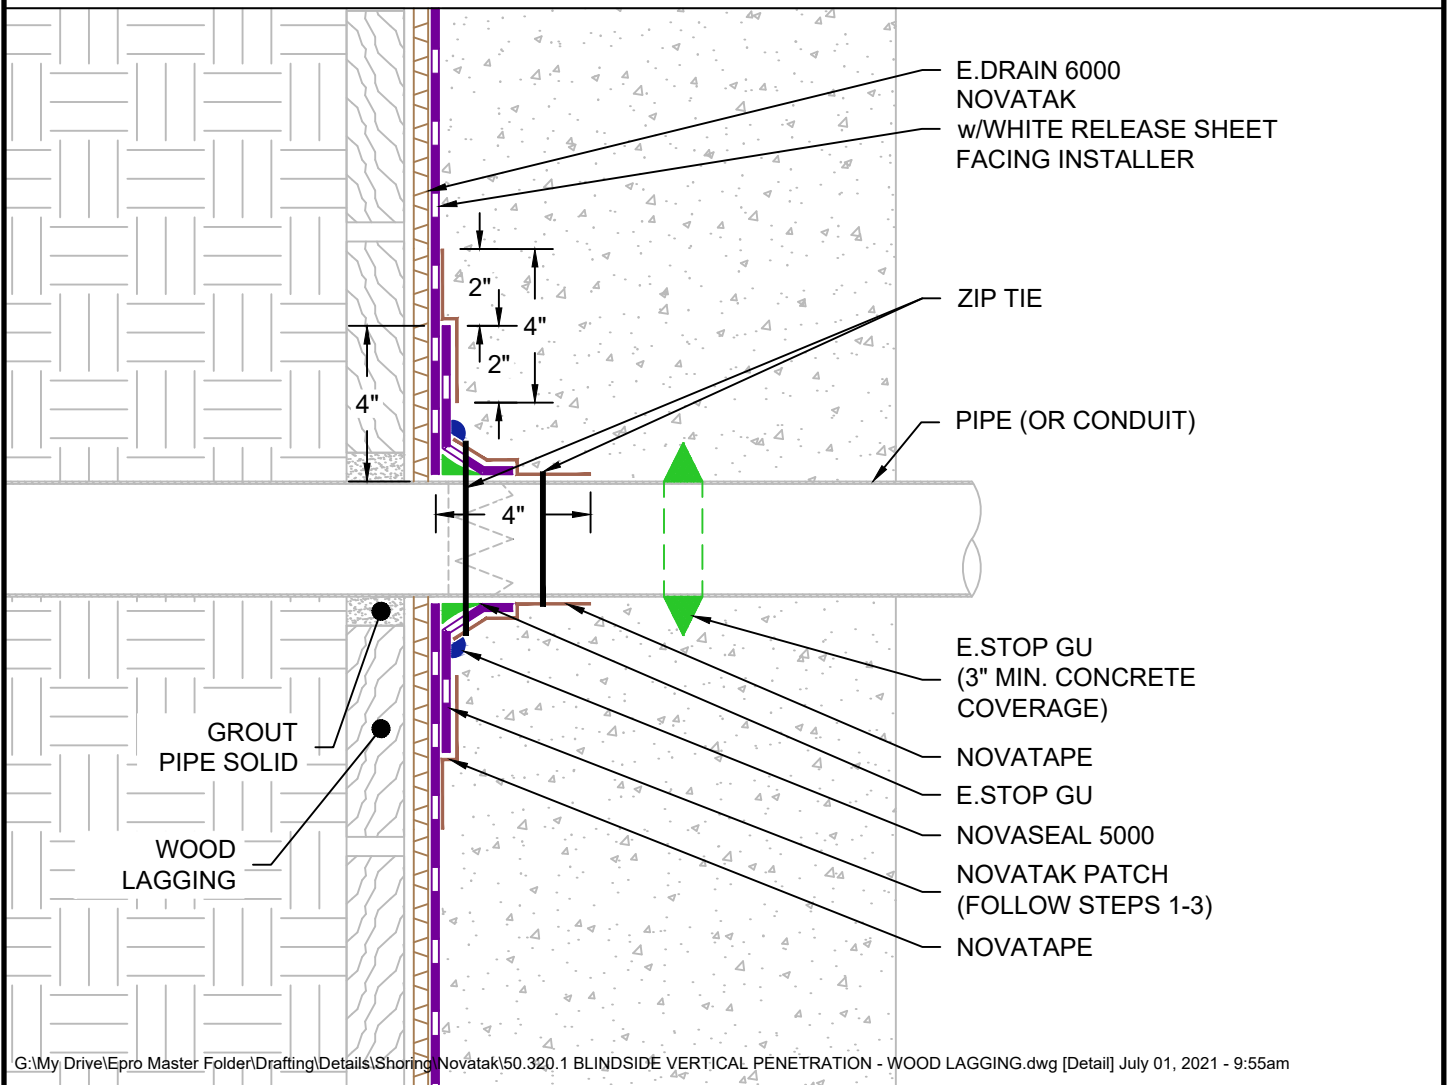 E.DRAIN 6000
NOVATAK
w/WHITE RELEASE SHEET
FACING INSTALLER
2"
4"
2"
4"
ZIP TIE
PIPE (OR CONDUIT)
4"
E.STOP GU
(3" MIN. CONCRETE
COVERAGE)
GROUT
PIPE SOLID
NOVATAPE
E.STOP GU
NOVASEAL 5000
WOOD
LAGGING
NOVATAK PATCH
(FOLLOW STEPS 1-3)
NOVATAPE
G:\My Drive\Epro Master Folder\Drafting\Details\Shoring\Novatak\50.320.1 BLINDSIDE VERTICAL PENETRATION - WOOD LAGGING.dwg [Detail] July 01, 2021 - 9:55am